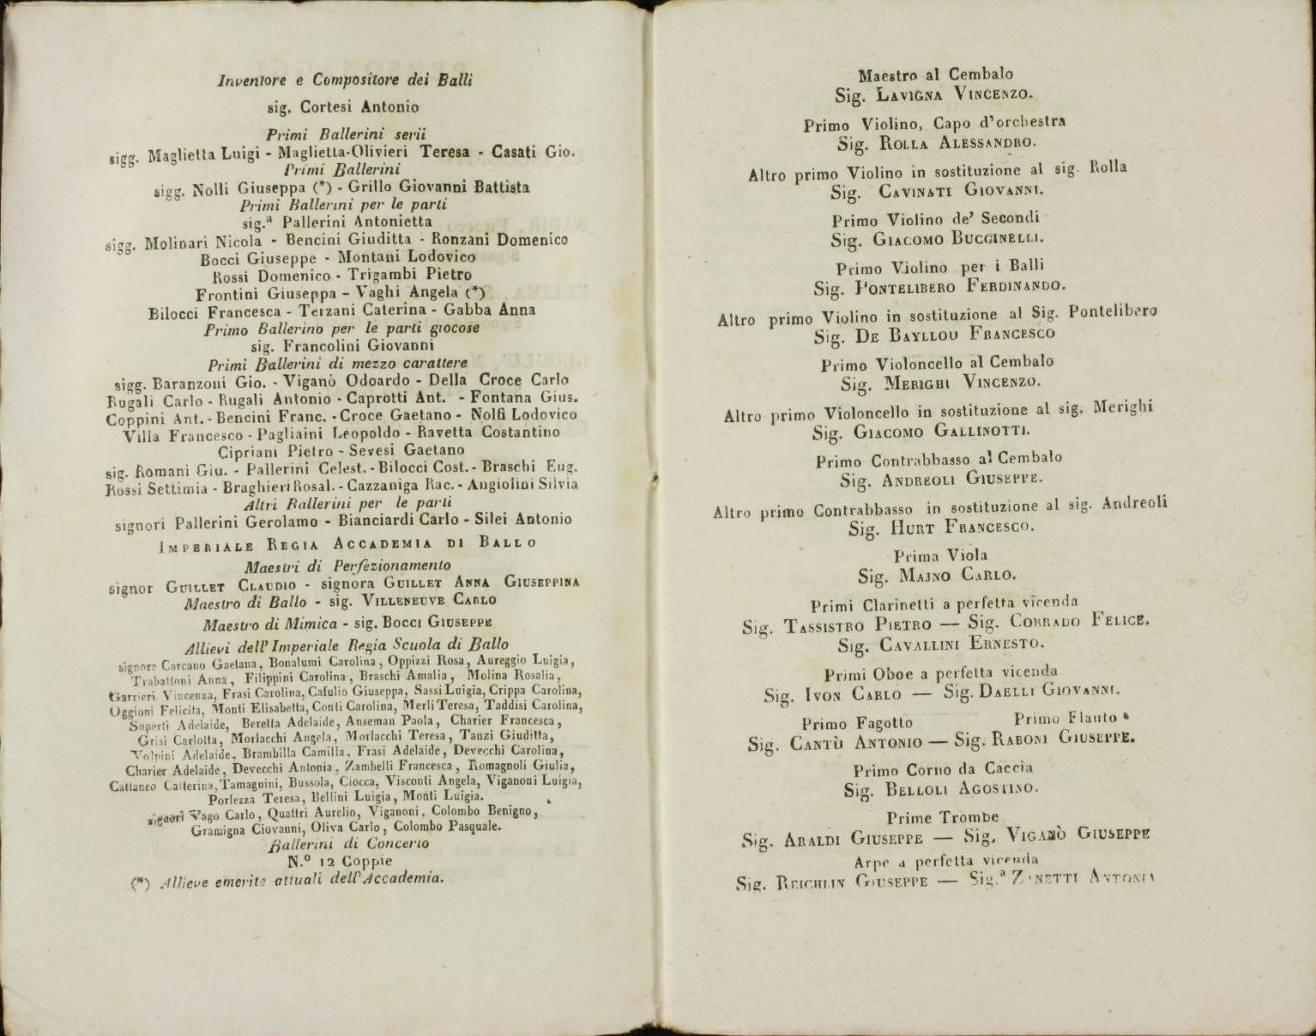 Inventore e Compositore dei Balli
sig. Cortesi Antonio
Primi Ballerini serii
sigg. Maglietta Luigi - Maglietta-Olivieri Teresa - Casati Gio.
Primi Ballerini
sigg. Nolli Giuseppa (*) - Grillo Giovanni Battista
Primi Ballerini per le parti
sig.ª Pallerini Antonietta
sigg. Molinari Nicola - Bencini Giuditta - Ronzani Domenico
Bocci Giuseppe - Montani Lodovico
Rossi Domenico - Trigambi Pietro
Frontini Giuseppa - Vaghi Angela (*)
Bilocci Francesca - Terzani Caterina - Gabba Anna
Primo Ballerino per le parti giocose
sig. Francolini Giovanni
Primi Ballerini di mezzo carattere
sigg. Baranzoni Gio. - Viganò Odoardo - Della Croce Carlo
Rugali Carlo - Rugali Antonio - Caprotti Ant. - Fontana Gius.
Coppini Ant. - Bencini Franc. - Croce Gaetano - Nolfi Lodovico
Villa Francesco - Pagliaini Leopoldo - Ravetta Costantino
Cipriani Pietro - Sevesi Gaetano
sig. Romani Giu. - Pallerini Celest. - Bilocci Cost. - Braschi Eug.
Rossi Settimia - Braghieri Rosal. - Cazzaniga Rac. - Angiolini Silvia
Altri Ballerini per le parti
signori Pallerini Gerolamo - Bianciardi Carlo - Silei Antonio
IMPERIALE REGIA ACCADEMIA DI BALLO
Maestri di Perfezionamento
signor GUILLET CLAUDIO - signora GUILLET ANNA GIUSEPPINA
Maestro di Ballo - sig. VILLENEUVE CARLO
Maestro di Mimica - sig. BOCCI GIUSEPPE
Allievi dell'Imperiale Regia Scuola di Ballo
signore Carcano Gaetana, Bonalumi Carolina, Oppizzi Rosa, Aureggio Luigia,
Traballoni Anna, Filippini Carolina, Braschi Amalia, Molina Rosalia,
Garrieri Vincenza, Frasi Carolina, Cafulio Giuseppa, Sassi Luigia, Crippa Carolina,
Oggioni Felicita, Monti Elisabetta, Conti Carolina, Merli Teresa, Taddisi Carolina,
Superti Adelaide, Beretta Adelaide, Anseman Paola, Charier Francesca,
Grisi Carlotta, Morlacchi Angela, Morlacchi Teresa, Tanzi Giuditta,
Volpini Adelaide, Brambilla Camilla, Frasi Adelaide, Devecchi Carolina,
Charier Adelaide, Devecchi Antonia, Zambelli Francesca, Romagnoli Giulia,
Cattaneo Catterina, Tamagnini, Bussola, Ciocca, Visconti Angela, Viganoni Luigia,
Porlezza Teresa, Bellini Luigia, Monti Luigia.
signori Vago Carlo, Quattri Aurelio, Viganoni, Colombo Benigno,
Gramigna Ciovanni, Oliva Carlo, Colombo Pasquale.
Ballerini di Concerto
N.º 12 Coppie
(*) Allieve emerite attuali dell'Accademia.
Maestro al Cembalo
Sig. LAVIGNA VINCENZO.
Primo Violino, Capo d'orchestra
Sig. ROLLA ALESSANDRO.
Altro primo Violino in sostituzione al sig. Rolla
Sig. CAVINATI GIOVANNI.
Primo Violino de' Secondi
Sig. GIACOMO BUCCINELLI.
Primo Violino per i Balli
Sig. PONTELIBERO FERDINANDO.
Altro primo Violino in sostituzione al Sig. Pontelibero
Sig. DE BAYLLOU FRANCESCO
Primo Violoncello al Cembalo
Sig. MERIGHI VINCENZO.
Altro primo Violoncello in sostituzione al sig. Merighi
Sig. GIACOMO GALLINOTTI.
Primo Contrabbasso al Cembalo
Sig. ANDREOLI GIUSEPPE.
Altro primo Contrabbasso in sostituzione al sig. Andreoli
Sig. HURT FRANCESCO.
Prima Viola
Sig. MAJNO CARLO.
Primi Clarinetti a perfetta vicenda
Sig. TASSISTRO PIETRO — Sig. CORRADO FELICE.
Sig. CAVALLINI ERNESTO.
Primi Oboe a perfetta vicenda
Sig. IVON CARLO — Sig. DAELLI GIOVANNI.
Primo Fagotto Primo Flauto
Sig. CANTÙ ANTONIO — Sig. RABONI GIUSEPPE.
Primo Corno da Caccia
Sig. BELLOLI AGOSTINO.
Prime Trombe
Sig. ARALDI GIUSEPPE — Sig. VIGANÒ GIUSEPPE
Arpe a perfetta vicenda
Sig. REICHLIN GIUSEPPE — Sig.ª ZANETTI ANTONIA